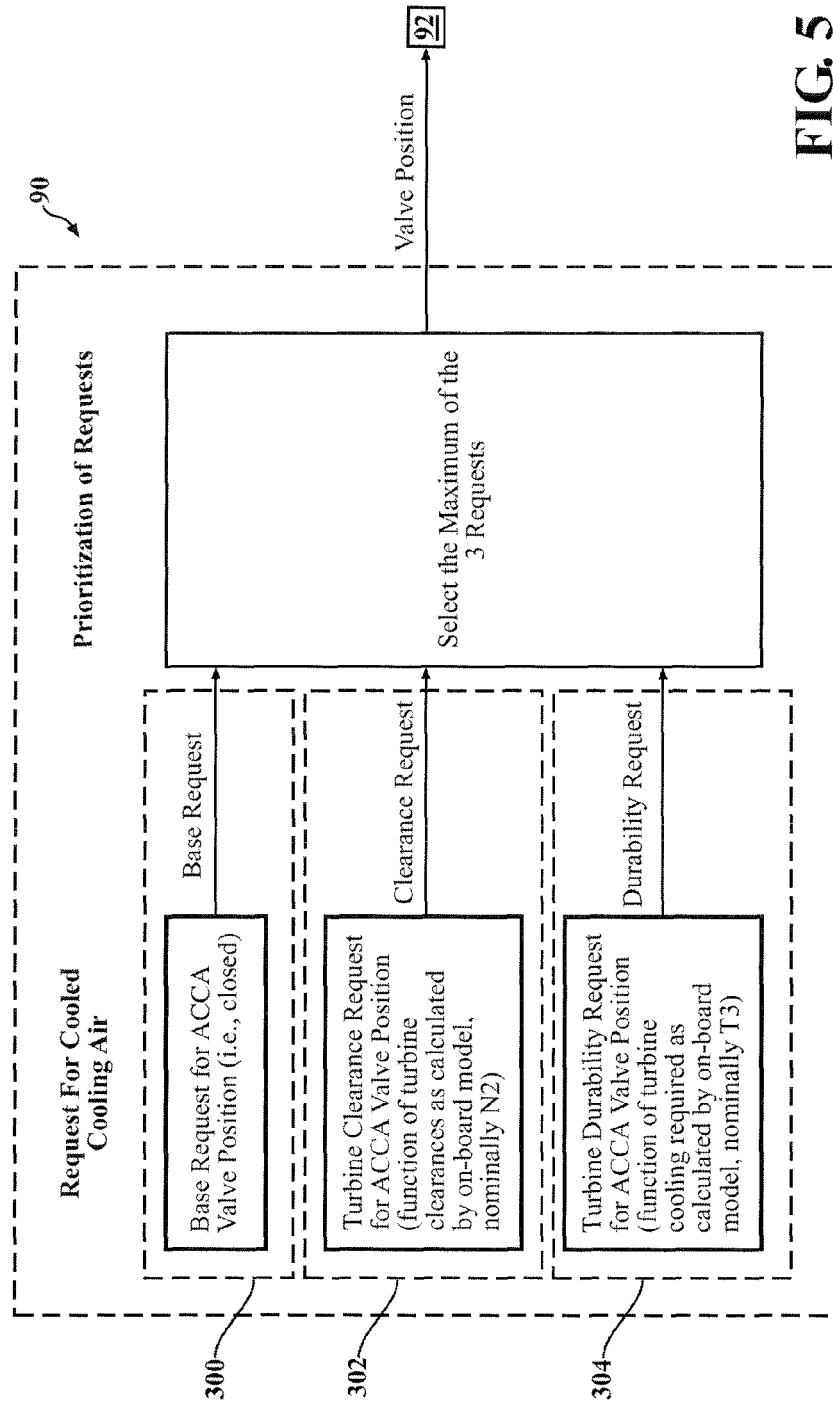 90
Request For Cooled
Cooling Air
Prioritization of Requests
300
Base Request for ACCA
Valve Position (i.e., closed)
Base Request
302
Turbine Clearance Request
for ACCA Valve Position
(function of turbine
clearances as calculated
by on-board model,
nominally N2)
Clearance Request
304
Turbine Durability Request
for ACCA Valve Position
(function of turbine
cooling required as
calculated by on-board
model, nominally T3)
Durability Request
Select the Maximum of the
3 Requests
Valve Position
92
FIG. 5